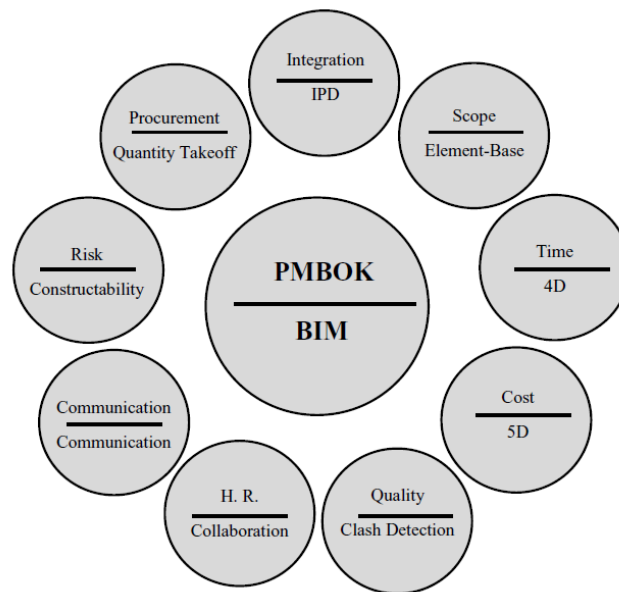 Integration
IPD
Scope
Element-Base
Time
4D
Cost
5D
Quality
Clash Detection
H. R.
Collaboration
Communication
Communication
Risk
Constructability
Procurement
Quantity Takeoff
PMBOK
BIM